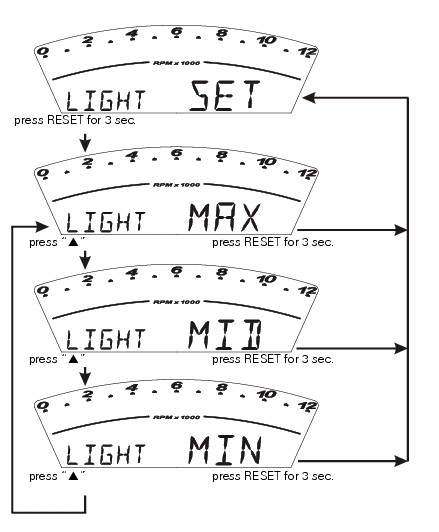 0 2 4 6 8 10 12
RPM x 1000
LIGHT SET
press RESET for 3 sec.
0 2 4 6 8 10 12
RPM x 1000
LIGHT MAX
press "▲" press RESET for 3 sec.
0 2 4 6 8 10 12
RPM x 1000
LIGHT MID
press "▲" press RESET for 3 sec.
0 2 4 6 8 10 12
RPM x 1000
LIGHT MIN
press "▲" press RESET for 3 sec.